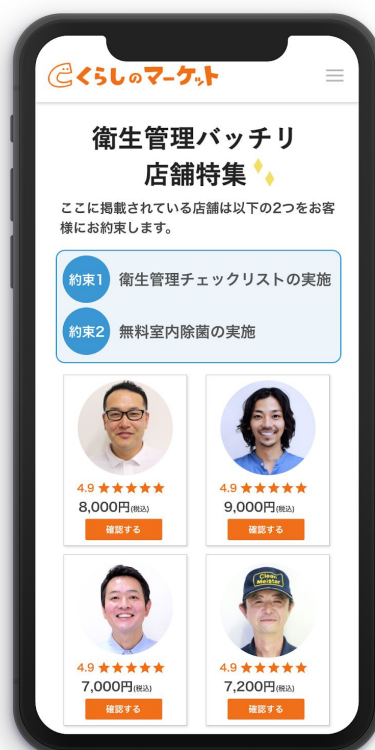 くらしのマーケット
衛生管理バッチリ
店舗特集
ここに掲載されている店舗は以下の2つをお客
様にお約束します。
約束1 衛生管理チェックリストの実施
約束2 無料室内除菌の実施
4.9 ★★★★★
8,000円(税込)
確認する
4.9 ★★★★★
9,000円(税込)
確認する
4.9 ★★★★★
7,000円(税込)
確認する
Clean
Meister
4.9 ★★★★★
7,200円(税込)
確認する